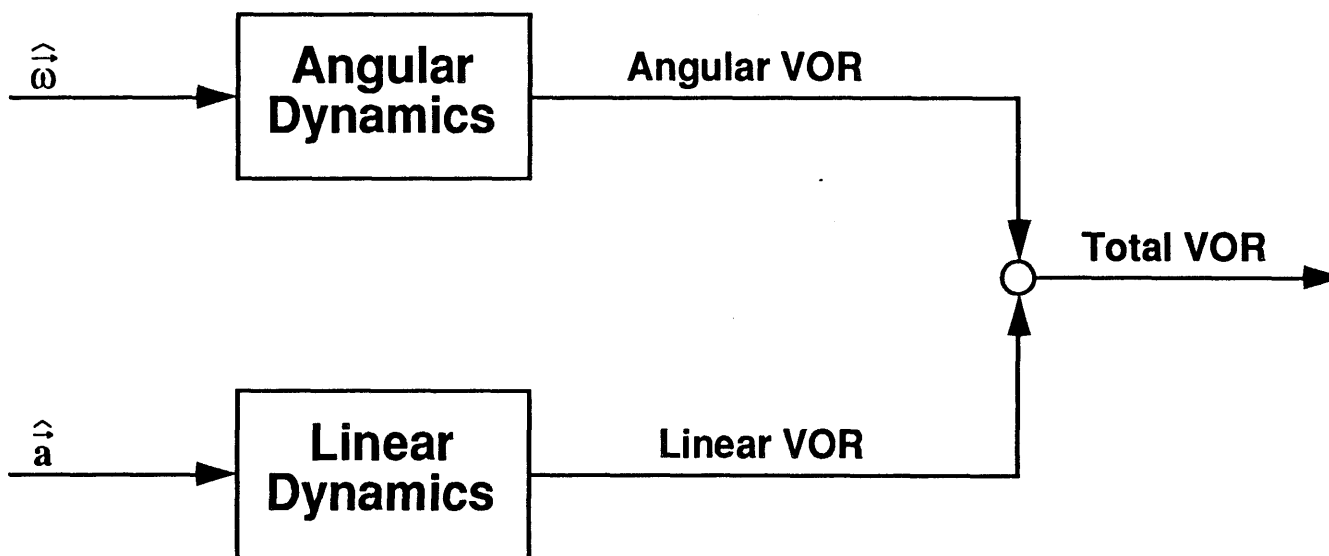 ω̂⃗
Angular
Dynamics
Angular VOR
Total VOR
â⃗
Linear
Dynamics
Linear VOR